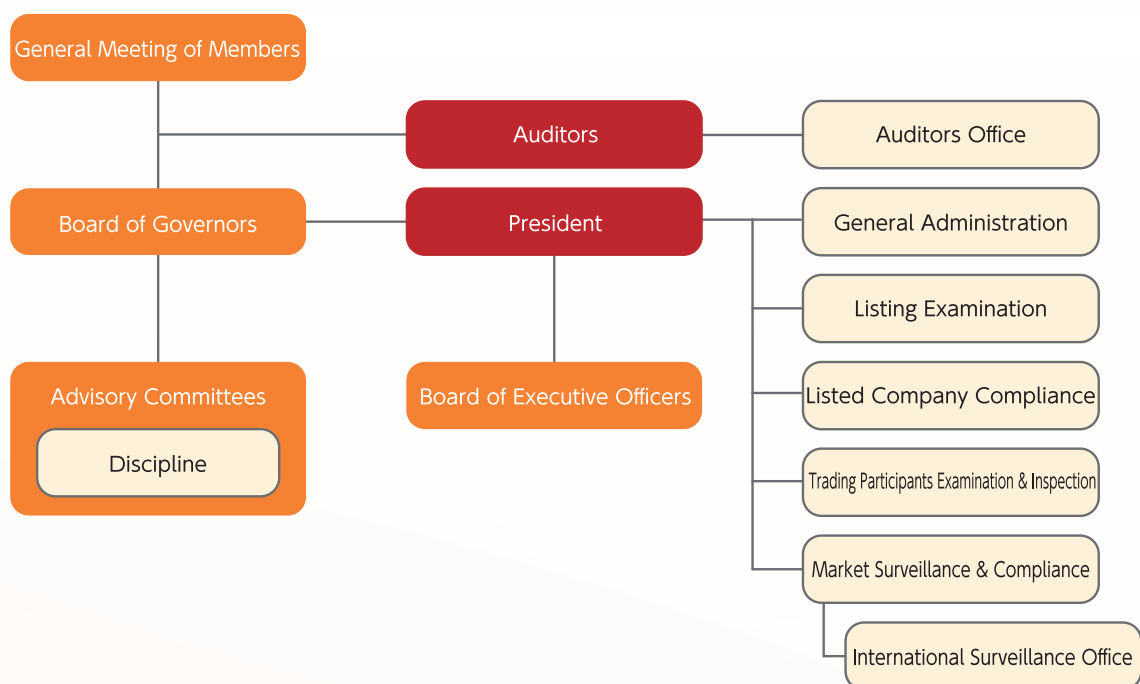 General Meeting of Members
Auditors
Auditors Office
Board of Governors
President
General Administration
Listing Examination
Advisory Committees
Discipline
Board of Executive Officers
Listed Company Compliance
Trading Participants Examination & Inspection
Market Surveillance & Compliance
International Surveillance Office